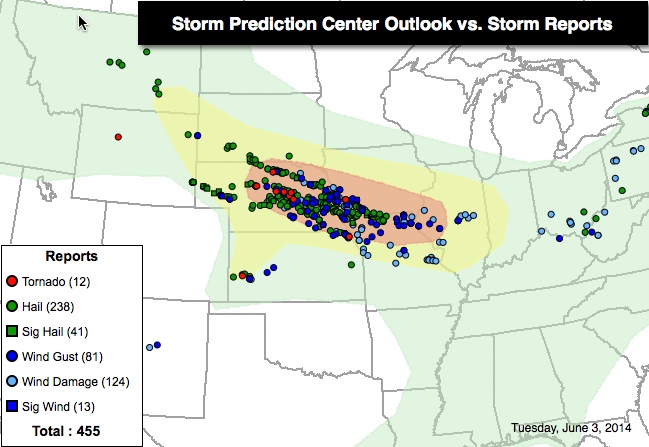 Storm Prediction Center Outlook vs. Storm Reports
Reports
Tornado (12)
Hail (238)
Sig Hail (41)
Wind Gust (81)
Wind Damage (124)
Sig Wind (13)
Total : 455
Tuesday, June 3, 2014